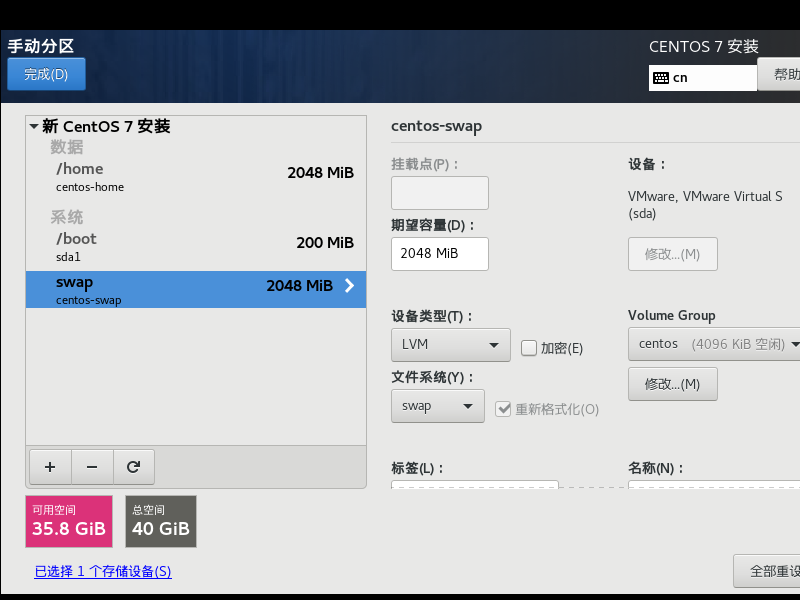 手动分区
CENTOS 7 安装
完成(D)
cn
帮助
新 CentOS 7 安装
数据
/home
2048 MiB
centos-home
系统
/boot
200 MiB
sda1
swap
2048 MiB
centos-swap
centos-swap
挂载点(P)：
设备：
VMware, VMware Virtual S
(sda)
期望容量(D)：
2048 MiB
修改...(M)
设备类型(T)：
Volume Group
LVM
加密(E)
centos (4096 KiB 空闲)
文件系统(Y)：
修改...(M)
swap
重新格式化(O)
标签(L)：
名称(N)：
可用空间
35.8 GiB
总空间
40 GiB
已选择 1 个存储设备(S)
全部重设